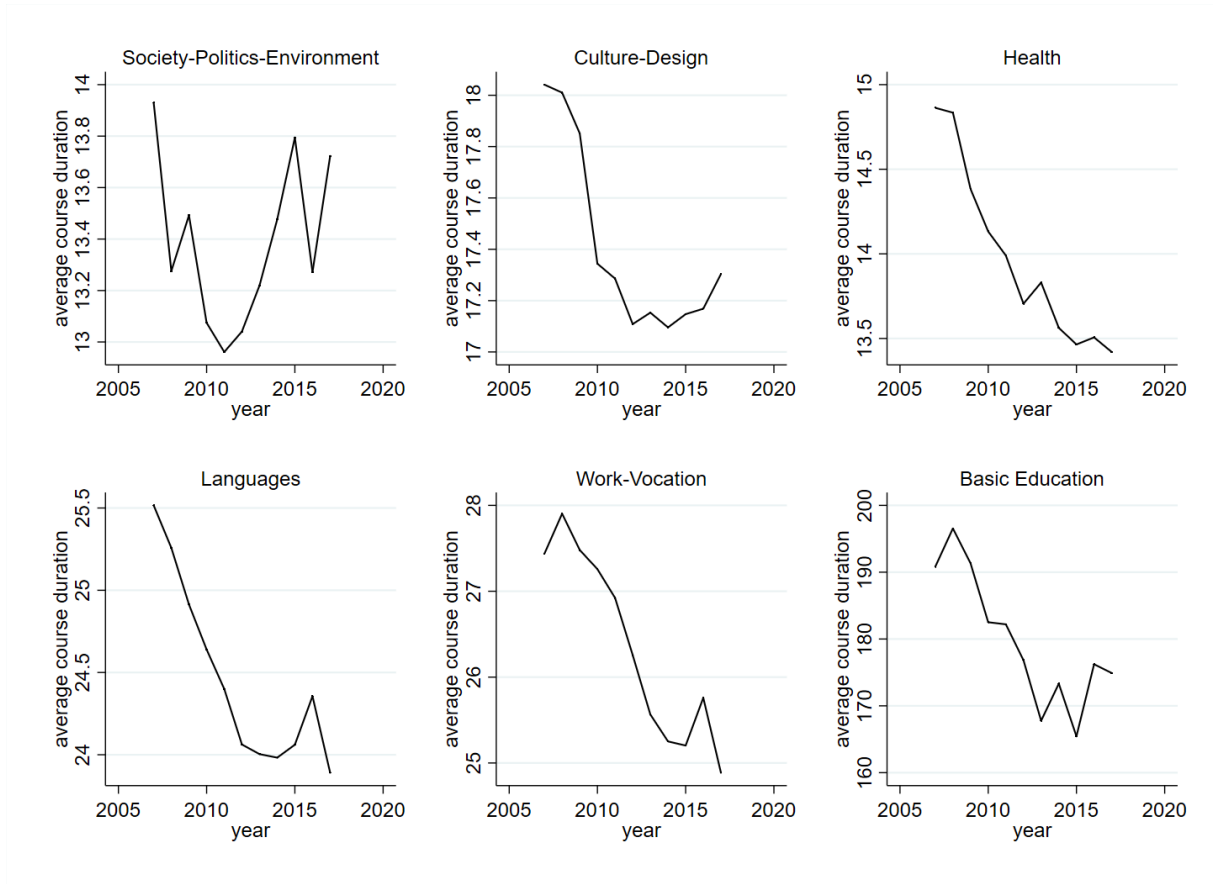 Society-Politics-Environment
average course duration
14
13.8
13.6
13.4
13.2
13
2005 2010 2015 2020
year
Culture-Design
average course duration
18
17.8
17.6
17.4
17.2
17
2005 2010 2015 2020
year
Health
average course duration
15
14.5
14
13.5
2005 2010 2015 2020
year
Languages
average course duration
25.5
25
24.5
24
2005 2010 2015 2020
year
Work-Vocation
average course duration
28
27
26
25
2005 2010 2015 2020
year
Basic Education
average course duration
200
190
180
170
160
2005 2010 2015 2020
year